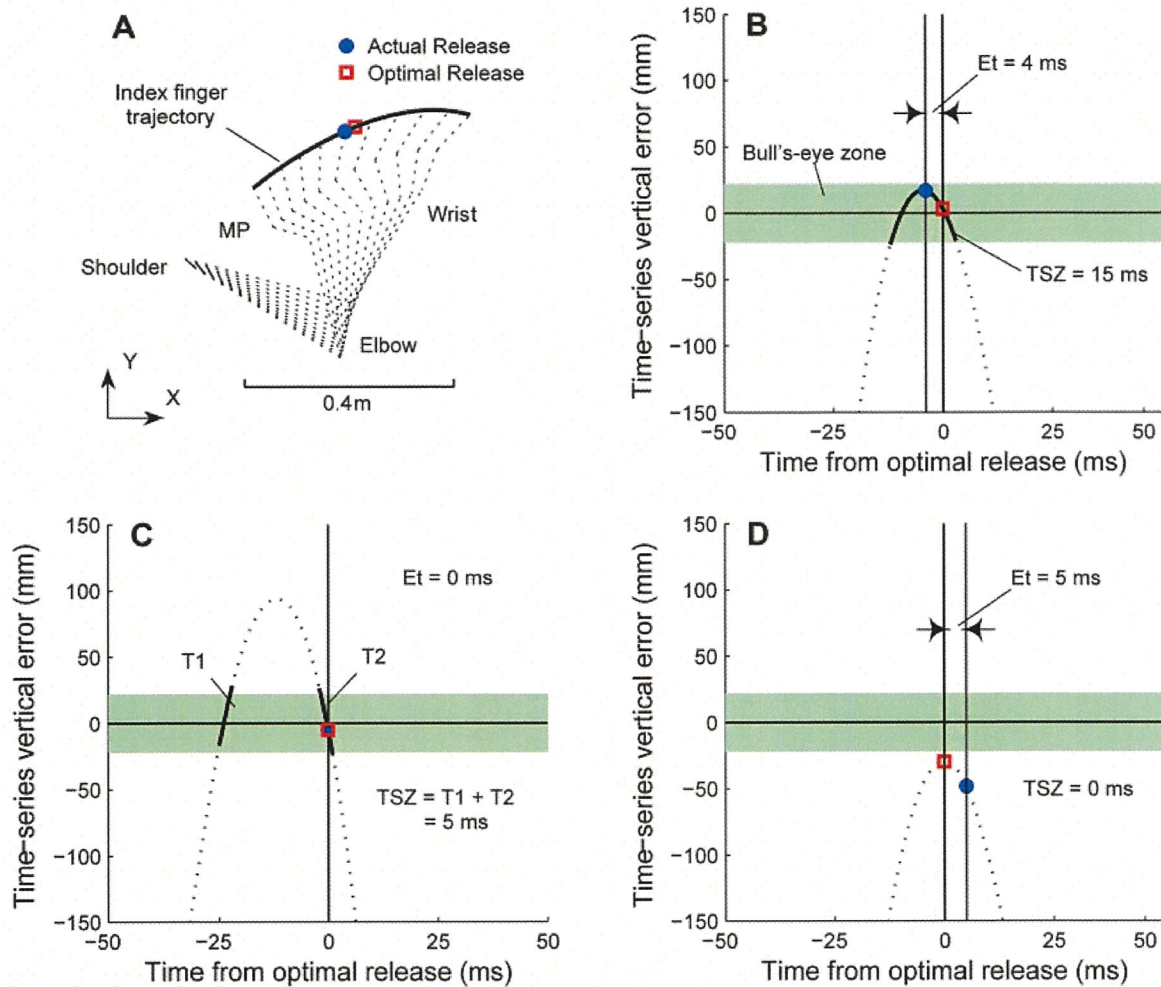 A
Actual Release
Optimal Release
Index finger
trajectory
MP
Wrist
Shoulder
Elbow
Y
X
0.4m
B
Time-series vertical error (mm)
150
100
50
0
-50
-100
-150
Et = 4 ms
Bull's-eye zone
TSZ = 15 ms
-50
-25
0
25
50
Time from optimal release (ms)
C
Time-series vertical error (mm)
150
100
50
0
-50
-100
-150
Et = 0 ms
T1
T2
TSZ = T1 + T2
= 5 ms
-50
-25
0
25
50
Time from optimal release (ms)
D
Time-series vertical error (mm)
150
100
50
0
-50
-100
-150
Et = 5 ms
TSZ = 0 ms
-50
-25
0
25
50
Time from optimal release (ms)